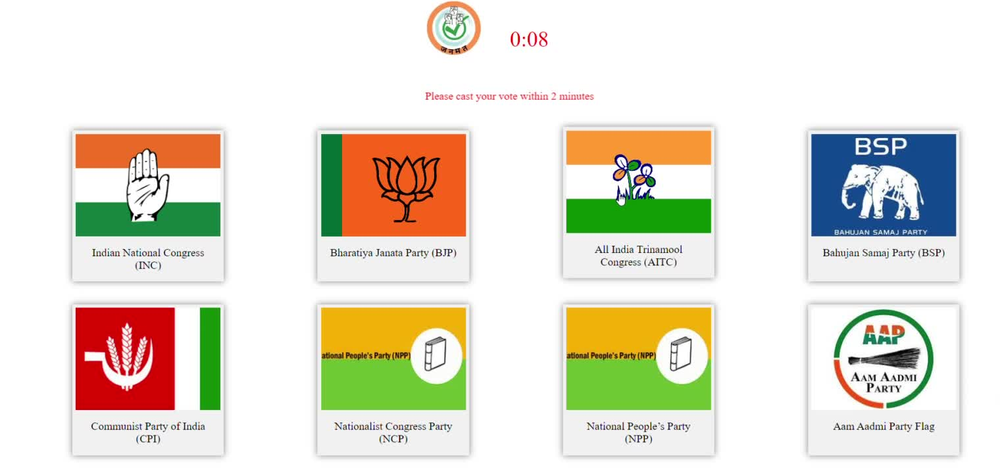 जनमत
0:08
Please cast your vote within 2 minutes
BSP
BAHUJAN SAMAJ PARTY
Indian National Congress
(INC)
Bharatiya Janata Party (BJP)
All India Trinamool
Congress (AITC)
Bahujan Samaj Party (BSP)
ational People's Party (NPP)
ational People's Party (NPP)
AAP
AAM AADMI
PARTY
Communist Party of India
(CPI)
Nationalist Congress Party
(NCP)
National People’s Party
(NPP)
Aam Aadmi Party Flag